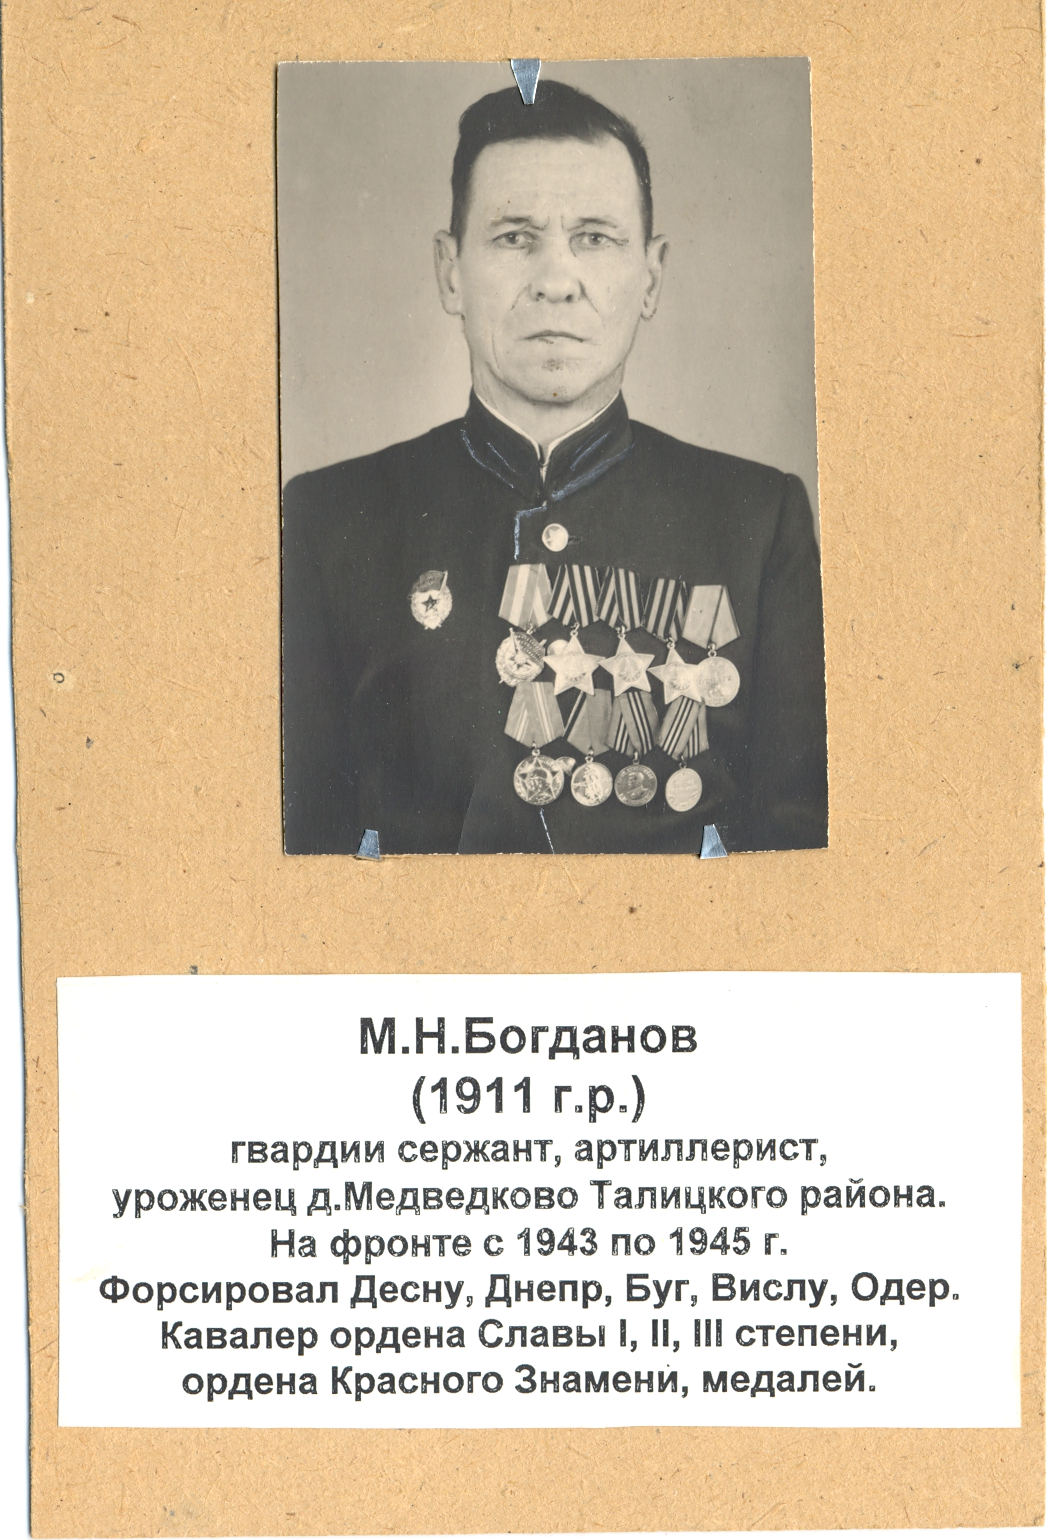 М.Н.Богданов
(1911 г.р.)
гвардии сержант, артиллерист,
уроженец д.Медведково Талицкого района.
На фронте с 1943 по 1945 г.
Форсировал Десну, Днепр, Буг, Вислу, Одер.
Кавалер ордена Славы I, II, III степени,
ордена Красного Знамени, медалей.